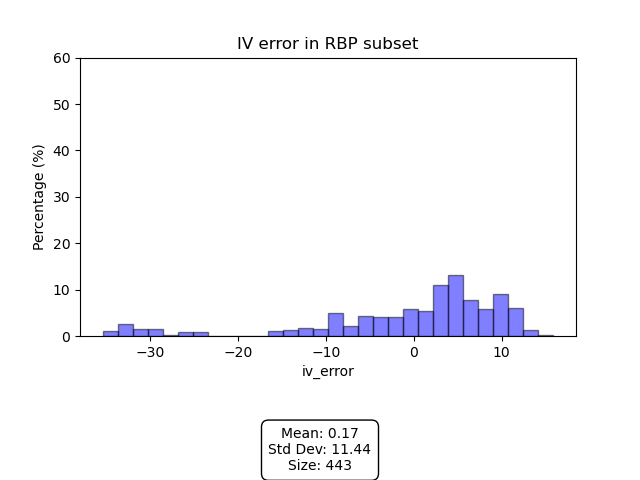 IV error in RBP subset
60
50
40
30
20
10
0
Percentage (%)
−30
−20
−10
0
10
iv_error
Mean: 0.17
Std Dev: 11.44
Size: 443